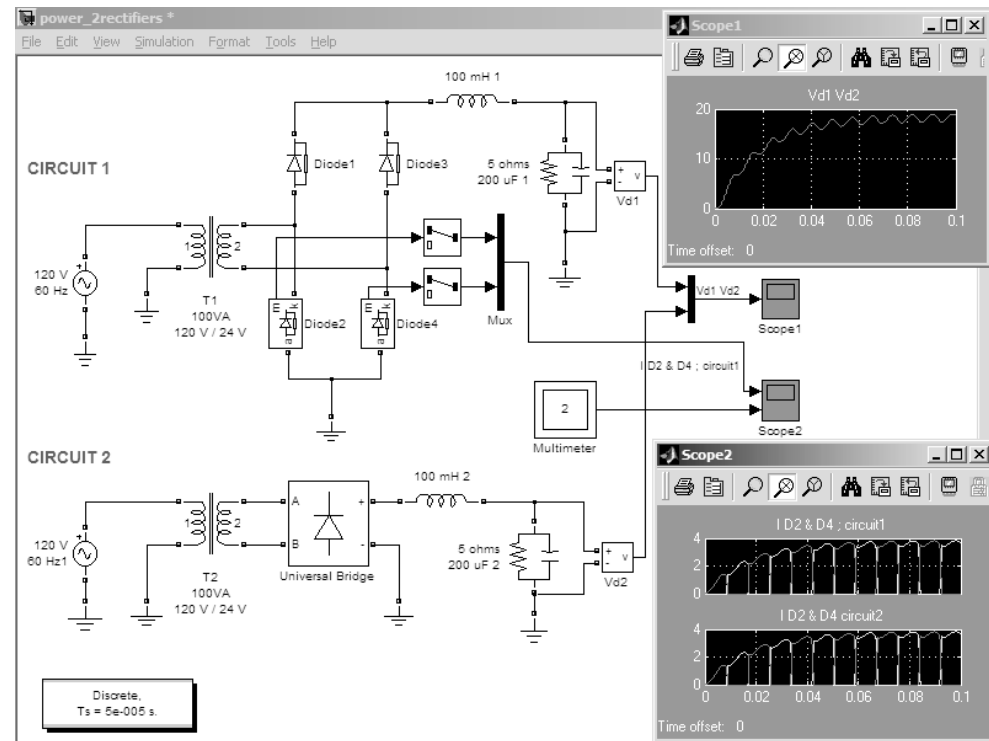 power_2rectifiers *
File Edit View Simulation Format Tools Help
CIRCUIT 1
120 V
60 Hz
1
2
T1
100VA
120 V / 24 V
Diode1
Diode3
m
k
a
Diode2
m
k
a
Diode4
100 mH 1
5 ohms
200 uF 1
+
-
v
Vd1
Mux
Vd1 Vd2
Scope1
I D2 & D4 ; circuit1
2
Multimeter
Scope2
CIRCUIT 2
120 V
60 Hz1
1
2
T2
100VA
120 V / 24 V
A
B
+
-
Universal Bridge
100 mH 2
5 ohms
200 uF 2
+
-
v
Vd2
Discrete,
Ts = 5e-005 s.
Scope1
Vd1 Vd2
20
10
0
0 0.02 0.04 0.06 0.08 0.1
Time offset: 0
Scope2
I D2 & D4 ; circuit1
4
2
0
I D2 & D4 circuit2
4
2
0
0 0.02 0.04 0.06 0.08 0.1
Time offset: 0